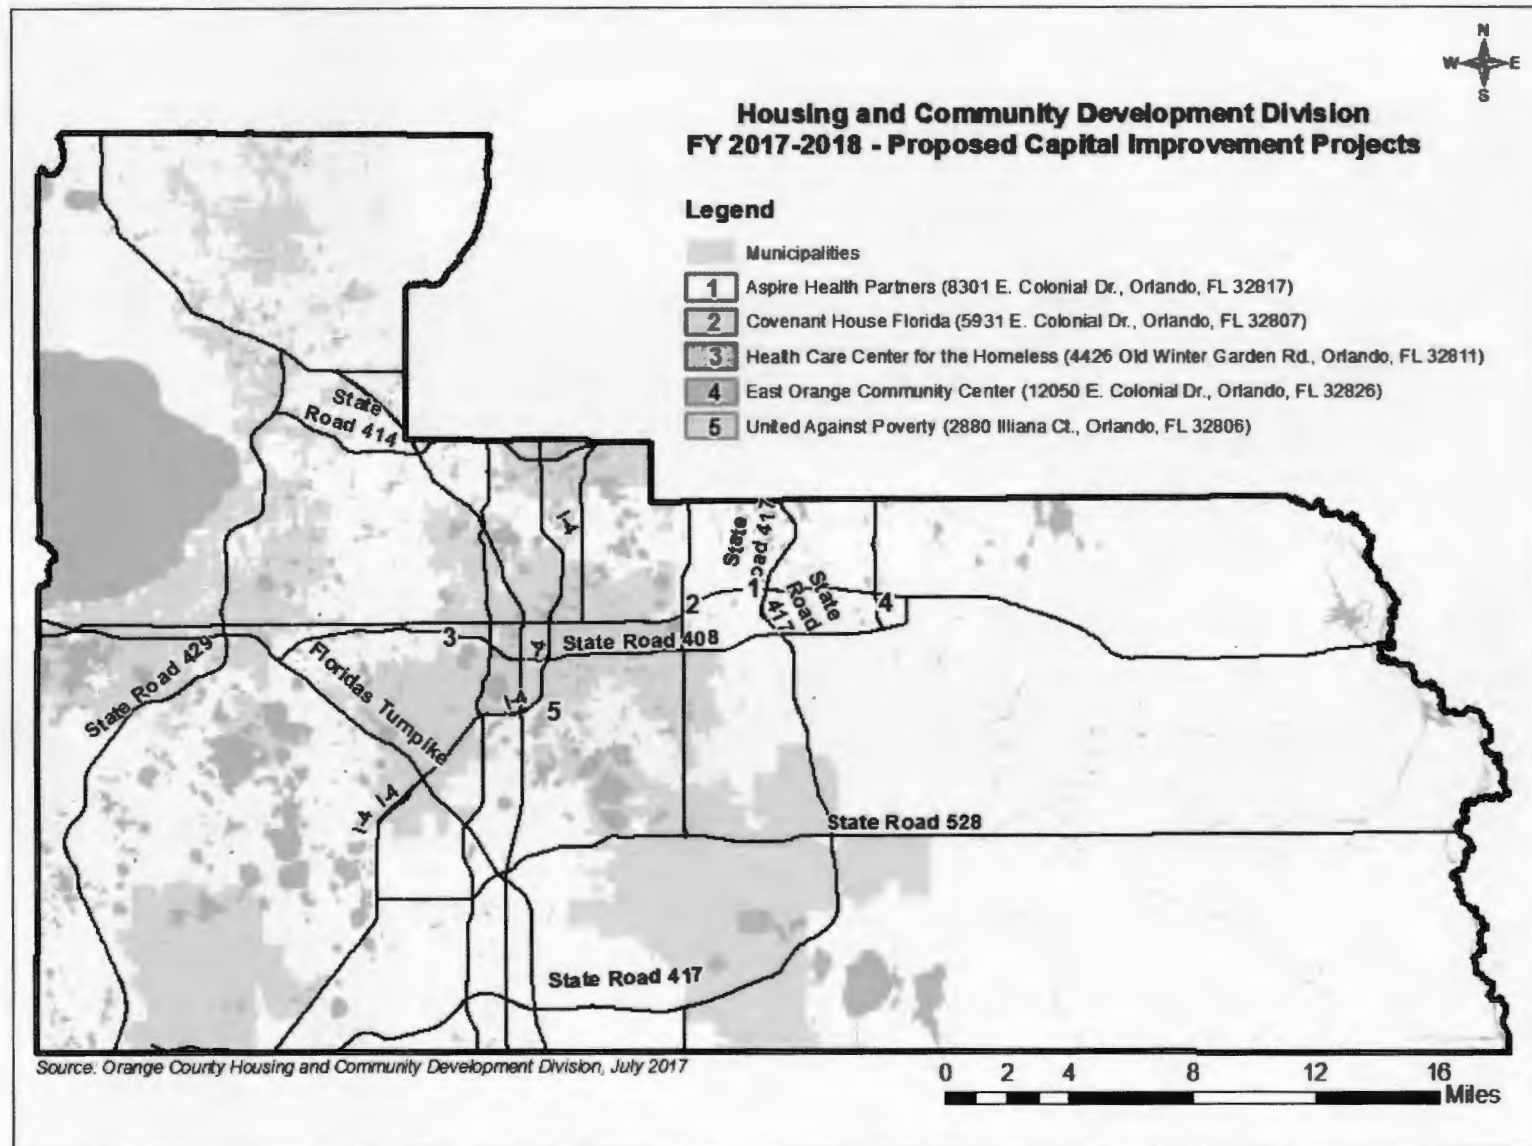 N
W E
S
Housing and Community Development Division
FY 2017-2018 - Proposed Capital Improvement Projects
Legend
Municipalities
1 Aspire Health Partners (8301 E. Colonial Dr., Orlando, FL 32817)
2 Covenant House Florida (5931 E. Colonial Dr., Orlando, FL 32807)
3 Health Care Center for the Homeless (4426 Old Winter Garden Rd., Orlando, FL 32811)
4 East Orange Community Center (12050 E. Colonial Dr., Orlando, FL 32826)
5 United Against Poverty (2880 Illiana Ct., Orlando, FL 32806)
State
Road 414
I-4
State
Road 417
State
Road
417
1
2
4
3
State Road 408
I-4
State Road 429
Floridas Turnpike
I-4
5
I-4
I-4
State Road 528
State Road 417
Source: Orange County Housing and Community Development Division, July 2017
0 2 4 8 12 16
Miles